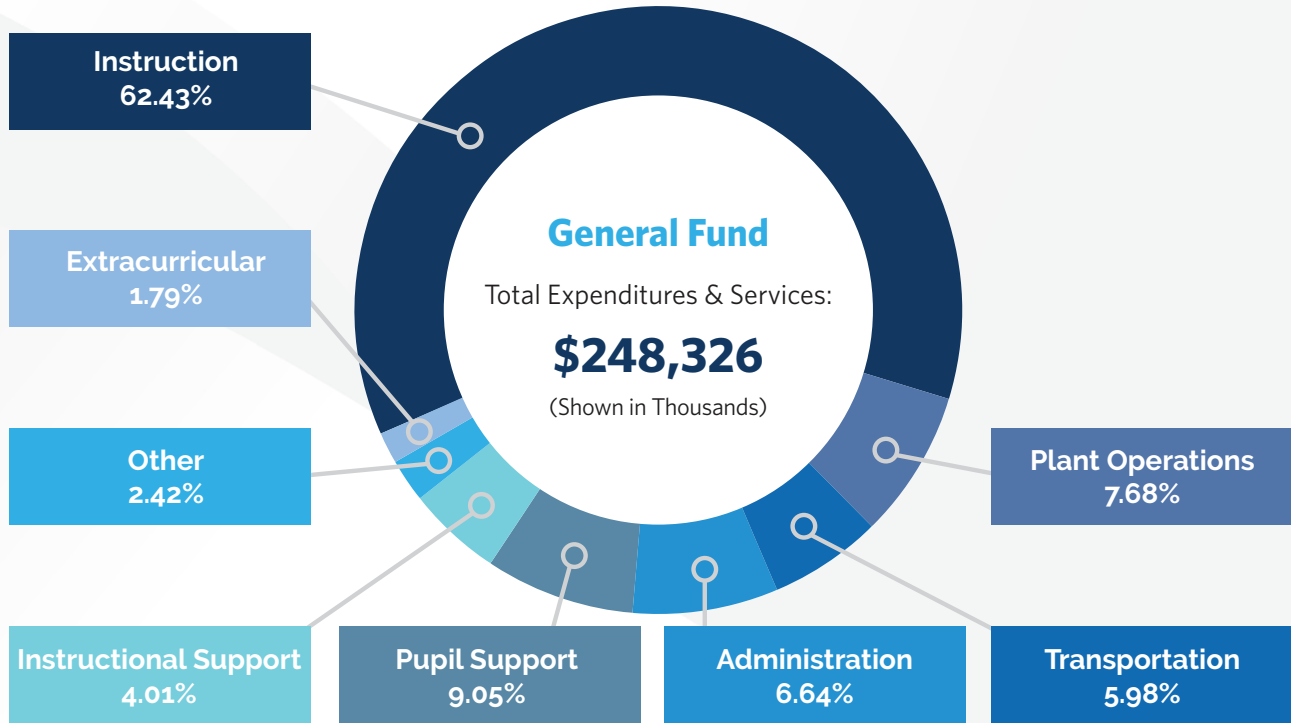 Instruction
62.43%
Extracurricular
1.79%
Other
2.42%
Instructional Support
4.01%
Pupil Support
9.05%
Administration
6.64%
Transportation
5.98%
Plant Operations
7.68%
General Fund
Total Expenditures & Services:
$248,326
(Shown in Thousands)